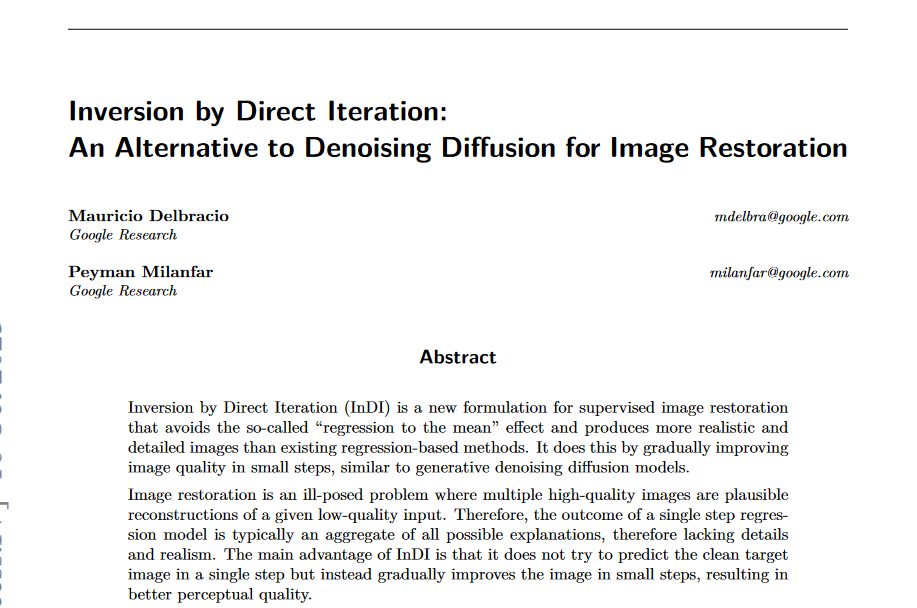 Inversion by Direct Iteration:
An Alternative to Denoising Diffusion for Image Restoration
Mauricio Delbracio mdelbra@google.com
Google Research
Peyman Milanfar milanfar@google.com
Google Research
Abstract
Inversion by Direct Iteration (InDI) is a new formulation for supervised image restoration
that avoids the so-called “regression to the mean” effect and produces more realistic and
detailed images than existing regression-based methods. It does this by gradually improving
image quality in small steps, similar to generative denoising diffusion models.
Image restoration is an ill-posed problem where multiple high-quality images are plausible
reconstructions of a given low-quality input. Therefore, the outcome of a single step regres-
sion model is typically an aggregate of all possible explanations, therefore lacking details
and realism. The main advantage of InDI is that it does not try to predict the clean target
image in a single step but instead gradually improves the image in small steps, resulting in
better perceptual quality.